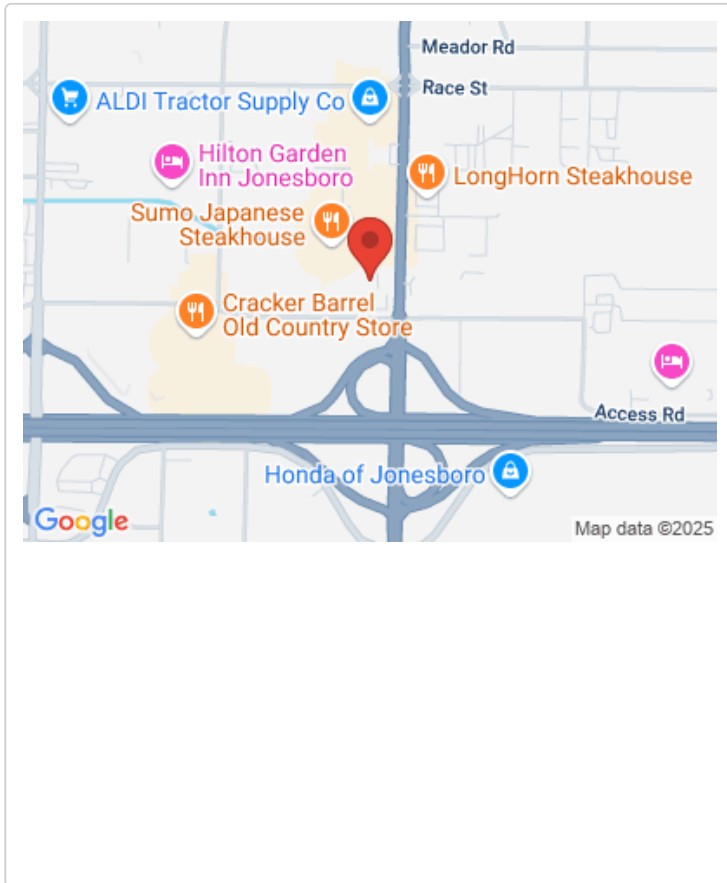 Meador Rd
Race St
ALDI Tractor Supply Co
Hilton Garden
Inn Jonesboro
LongHorn Steakhouse
Sumo Japanese
Steakhouse
Cracker Barrel
Old Country Store
Access Rd
Honda of Jonesboro
Google
Map data ©2025